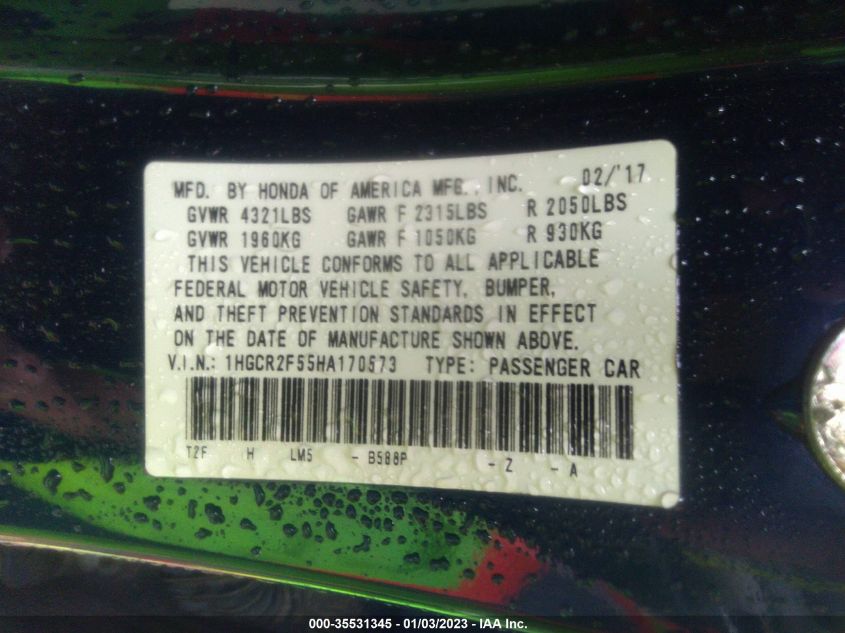 MFD. BY HONDA OF AMERICA MFG., INC. 02/'17
GVWR 4321LBS GAWR F 2315LBS R 2050LBS
GVWR 1960KG GAWR F 1050KG R 930KG
THIS VEHICLE CONFORMS TO ALL APPLICABLE
FEDERAL MOTOR VEHICLE SAFETY, BUMPER,
AND THEFT PREVENTION STANDARDS IN EFFECT
ON THE DATE OF MANUFACTURE SHOWN ABOVE.
V.I.N.: 1HGCR2F55HA170573 TYPE: PASSENGER CAR
T2F H LM5 - B588P - Z - A
000-35531345 - 01/03/2023 - IAA Inc.